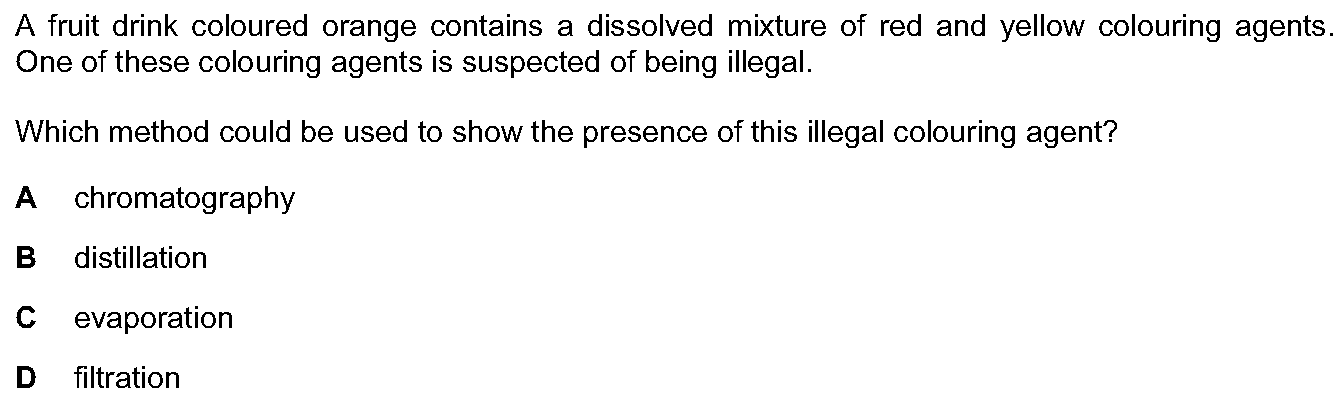 A fruit drink coloured orange contains a dissolved mixture of red and yellow colouring agents.
One of these colouring agents is suspected of being illegal.
Which method could be used to show the presence of this illegal colouring agent?
A chromatography
B distillation
C evaporation
D filtration